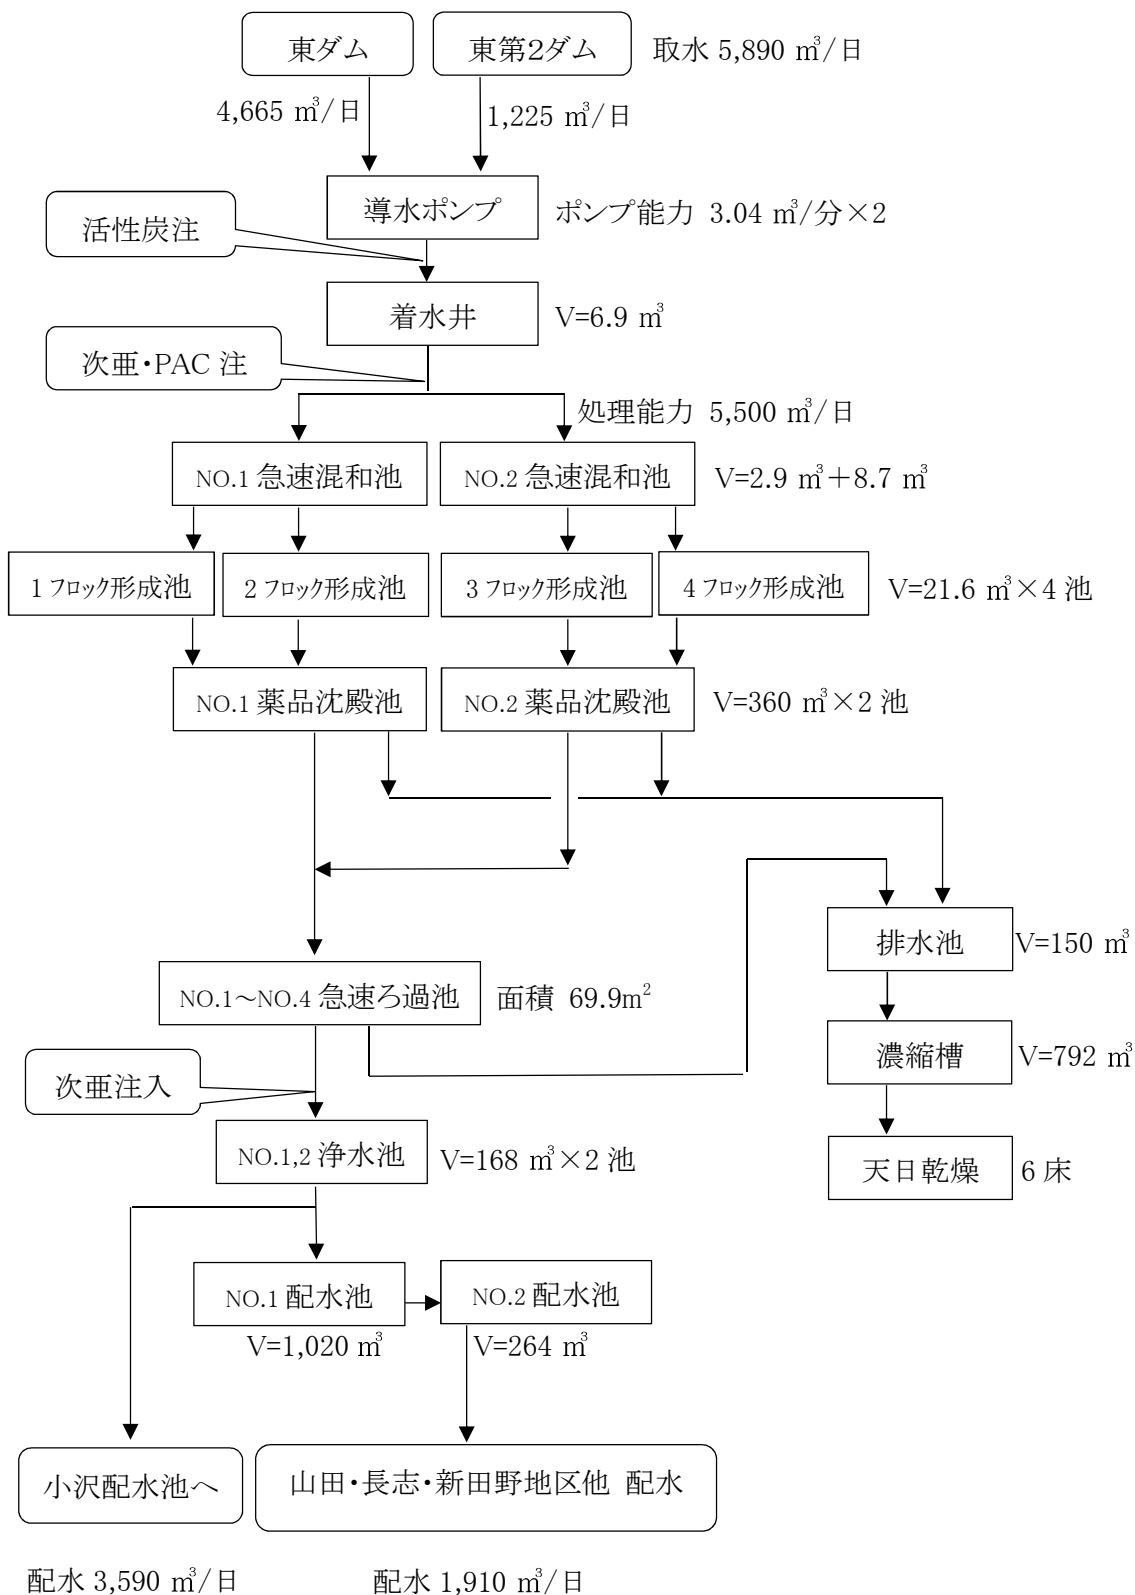 東ダム
東第2ダム
取水 5,890 ㎥/日
4,665 ㎥/日
1,225 ㎥/日
導水ポンプ
ポンプ能力 3.04 ㎥/分×2
活性炭注
着水井
V=6.9 ㎥
次亜・PAC 注
処理能力 5,500 ㎥/日
NO.1 急速混和池
NO.2 急速混和池
V=2.9 ㎥+8.7 ㎥
1 フロック形成池
2 フロック形成池
3 フロック形成池
4 フロック形成池
V=21.6 ㎥×4 池
NO.1 薬品沈殿池
NO.2 薬品沈殿池
V=360 ㎥×2 池
排水池
V=150 ㎥
NO.1~NO.4 急速ろ過池
面積 69.9m²
濃縮槽
V=792 ㎥
次亜注入
NO.1,2 浄水池
V=168 ㎥×2 池
天日乾燥
6 床
NO.1 配水池
NO.2 配水池
V=1,020 ㎥
V=264 ㎥
小沢配水池へ
山田・長志・新田野地区他 配水
配水 3,590 ㎥/日
配水 1,910 ㎥/日